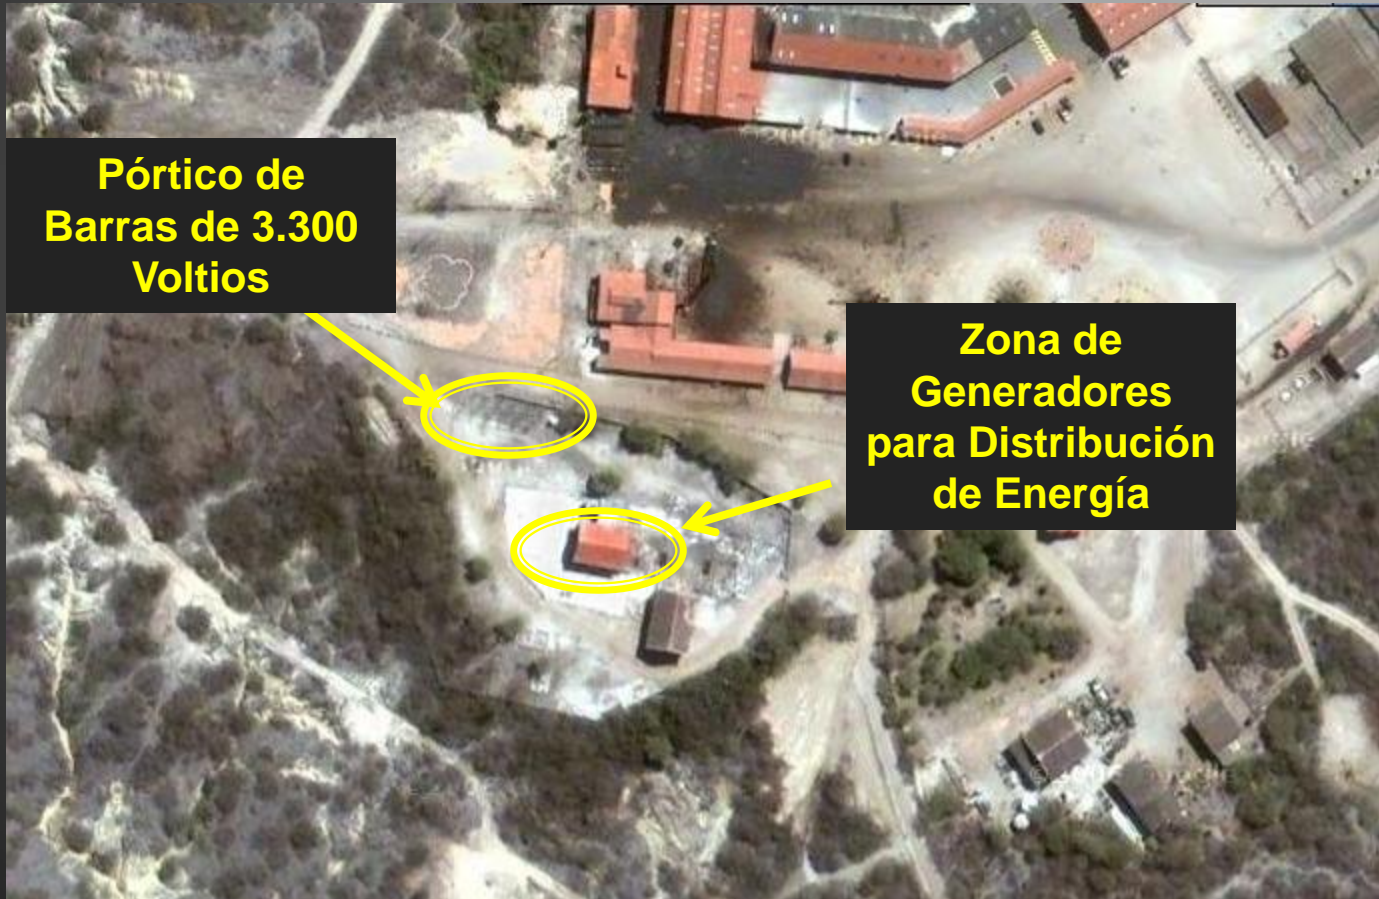 Pórtico de
Barras de 3.300
Voltios
Zona de
Generadores
para Distribución
de Energía